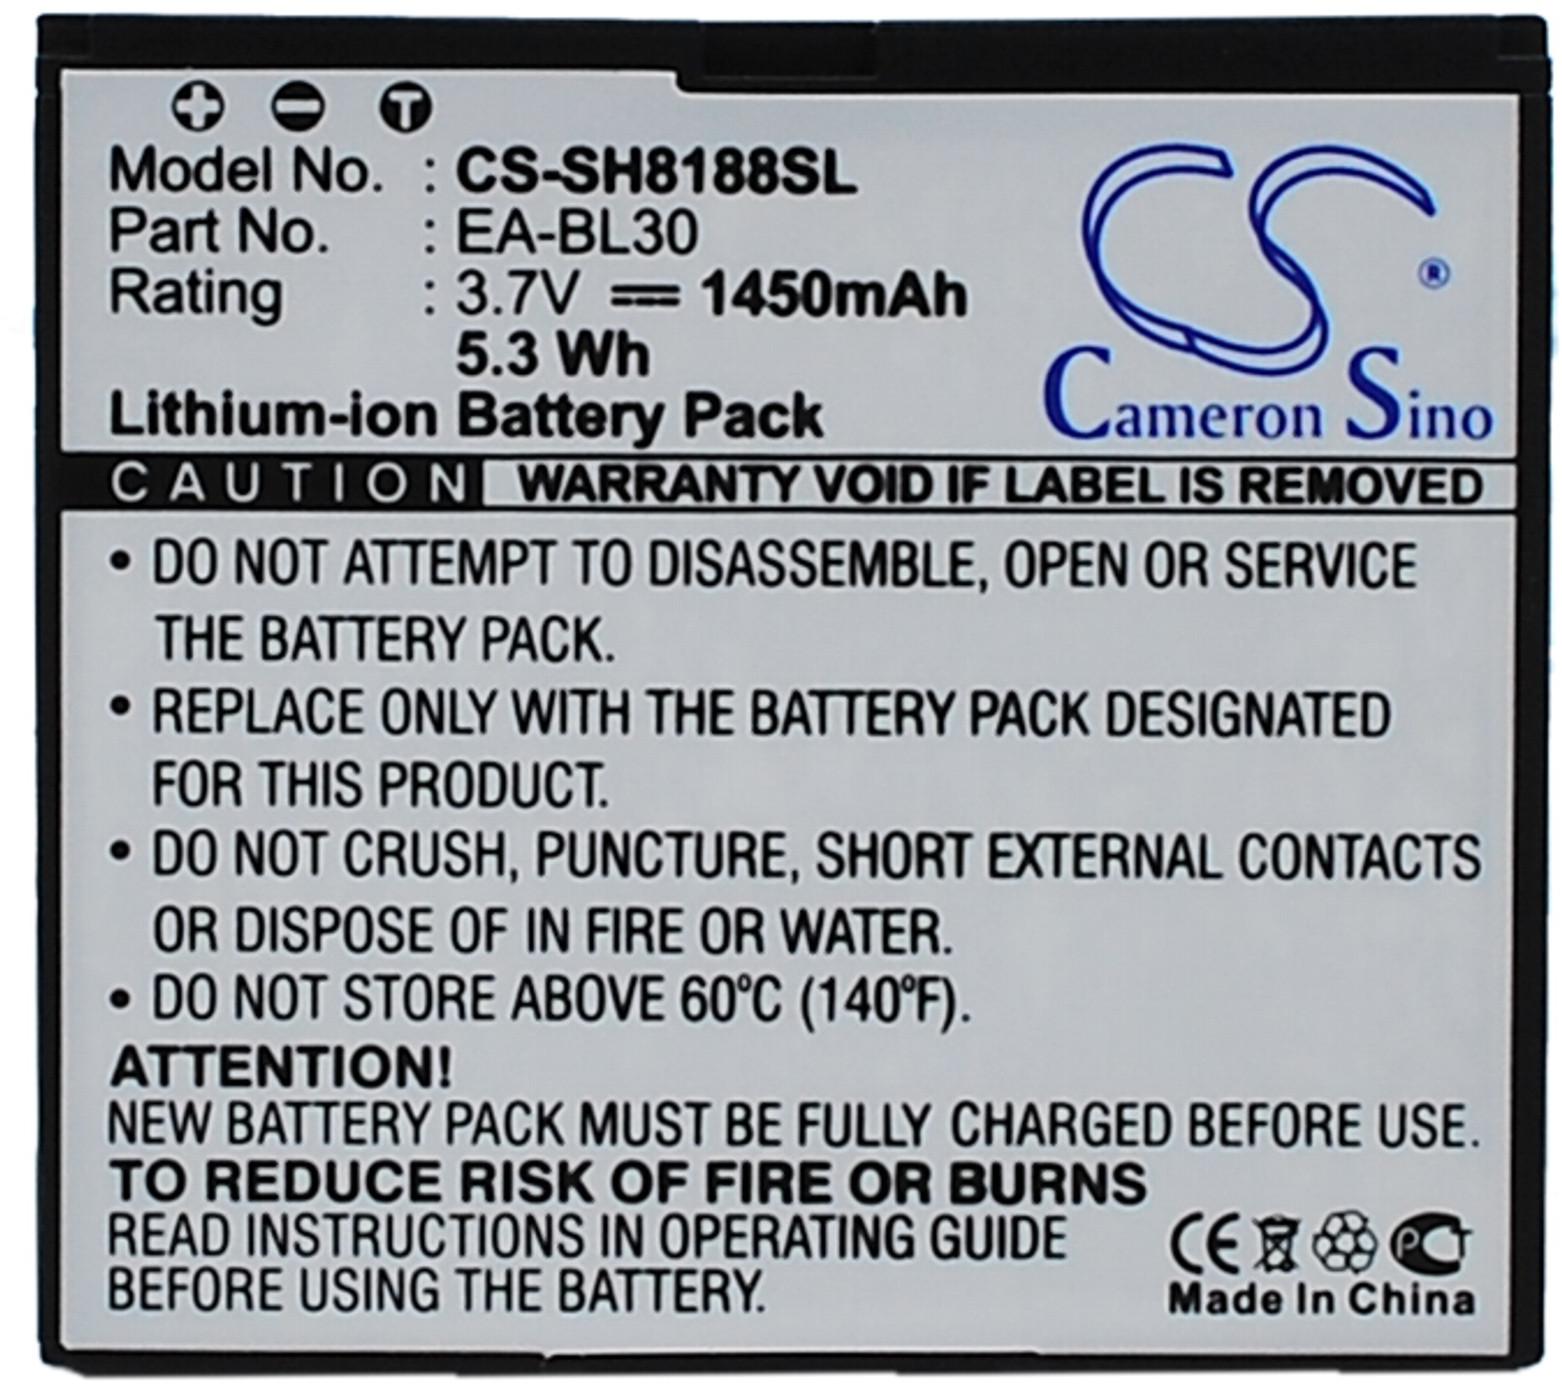 + − T
Model No. : CS-SH8188SL
Part No. : EA-BL30
Rating : 3.7V ⎓ 1450mAh
5.3 Wh
Lithium-ion Battery Pack
CS ®
Cameron Sino
CAUTION WARRANTY VOID IF LABEL IS REMOVED
• DO NOT ATTEMPT TO DISASSEMBLE, OPEN OR SERVICE
THE BATTERY PACK.
• REPLACE ONLY WITH THE BATTERY PACK DESIGNATED
FOR THIS PRODUCT.
• DO NOT CRUSH, PUNCTURE, SHORT EXTERNAL CONTACTS
OR DISPOSE OF IN FIRE OR WATER.
• DO NOT STORE ABOVE 60°C (140°F).
ATTENTION!
NEW BATTERY PACK MUST BE FULLY CHARGED BEFORE USE.
TO REDUCE RISK OF FIRE OR BURNS
READ INSTRUCTIONS IN OPERATING GUIDE
BEFORE USING THE BATTERY.
CE PCT
Made In China